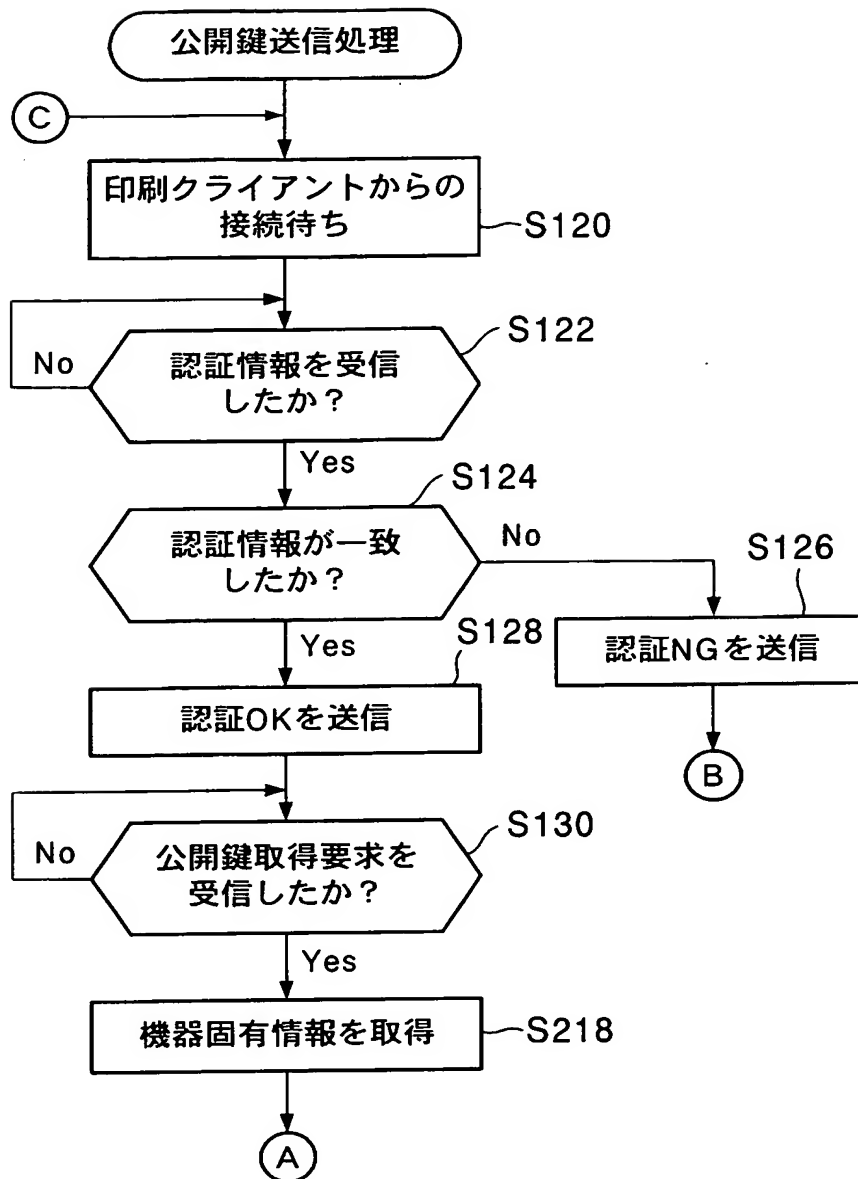 公開鍵送信処理
C
印刷クライアントからの
接続待ち
S120
S122
No
認証情報を受信
したか？
Yes
S124
認証情報が一致
したか？
No
S126
Yes
S128
認証NGを送信
認証OKを送信
B
S130
No
公開鍵取得要求を
受信したか？
Yes
機器固有情報を取得
S218
A